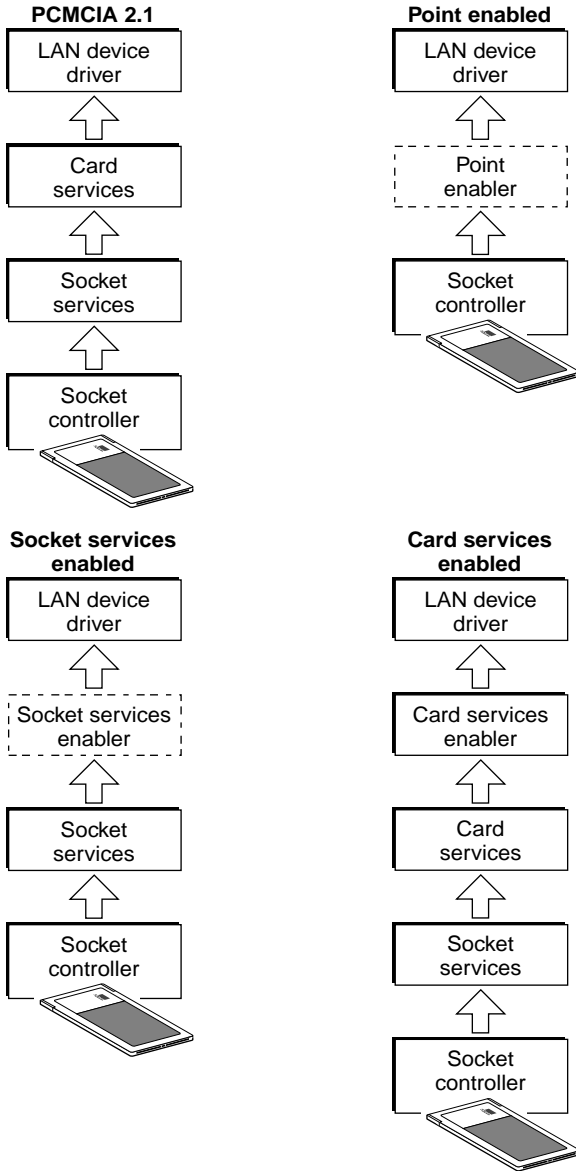 PCMCIA 2.1
LAN device
driver
Card
services
Socket
services
Socket
controller
Point enabled
LAN device
driver
Point
enabler
Socket
controller
Socket services
enabled
LAN device
driver
Socket services
enabler
Socket
services
Socket
controller
Card services
enabled
LAN device
driver
Card services
enabler
Card
services
Socket
services
Socket
controller